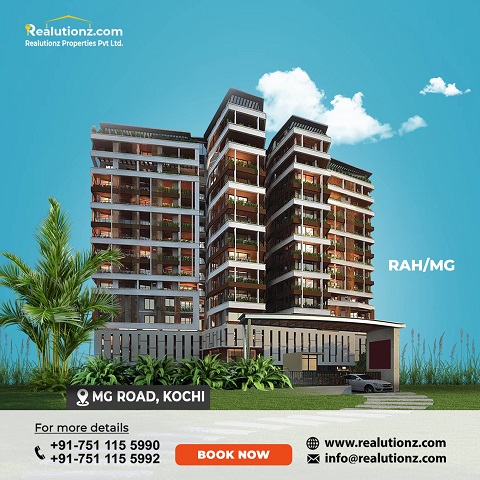 Realutionz.com
Realutionz Properties Pvt Ltd.
RAH/MG
MG ROAD, KOCHI
For more details
+91-751 115 5990
+91-751 115 5992
BOOK NOW
www.realutionz.com
info@realutionz.com